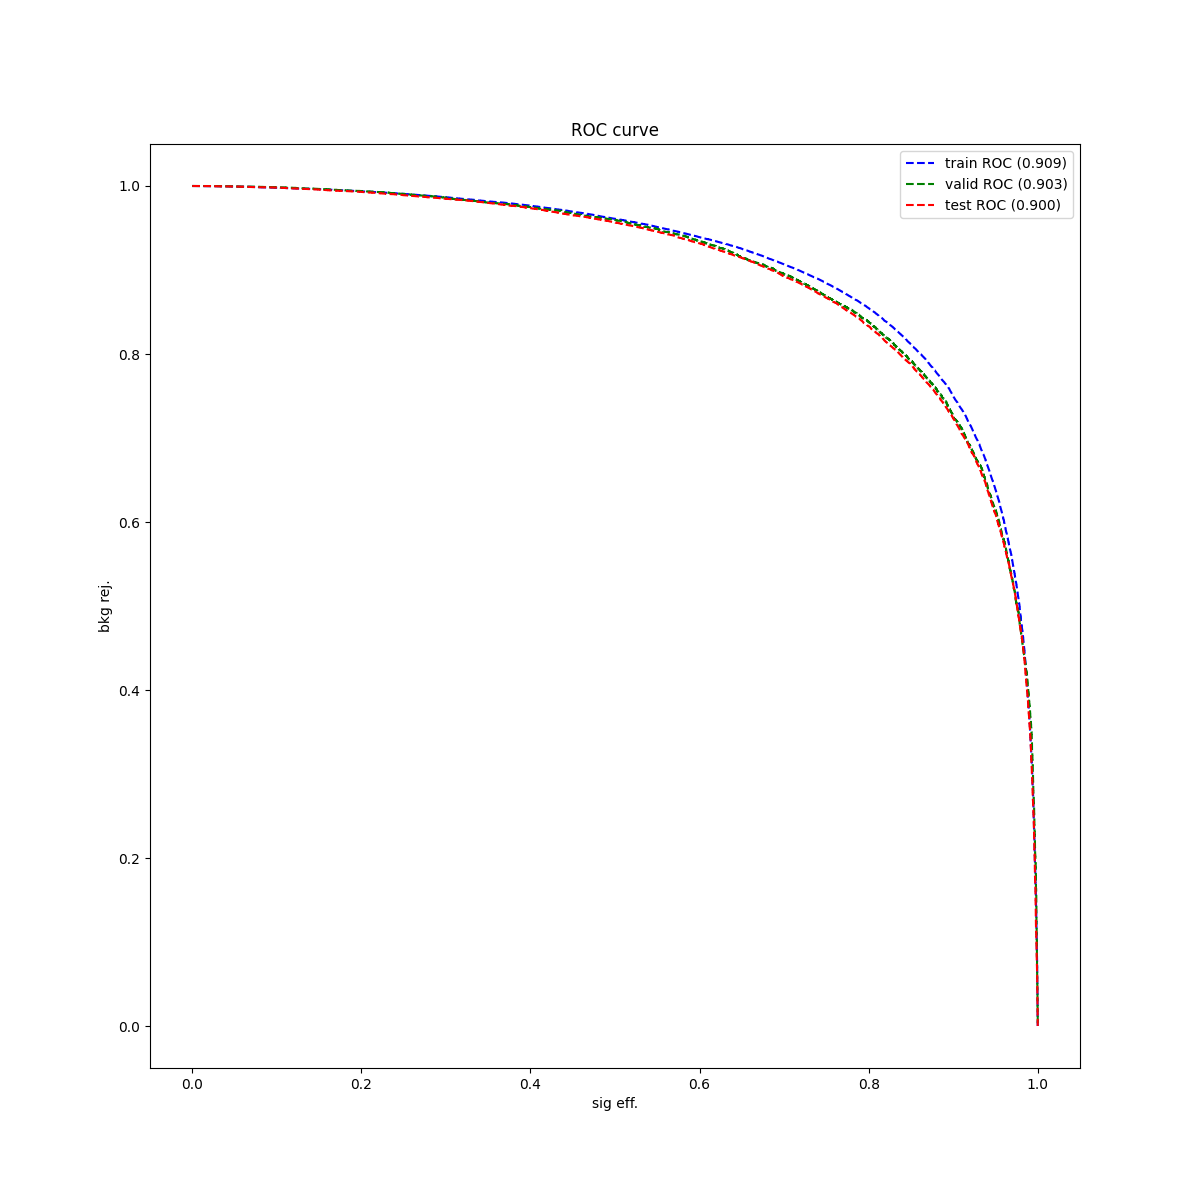 ROC curve
train ROC (0.909)
valid ROC (0.903)
test ROC (0.900)
1.0
0.8
0.6
0.4
0.2
0.0
bkg rej.
0.0 0.2 0.4 0.6 0.8 1.0
sig eff.